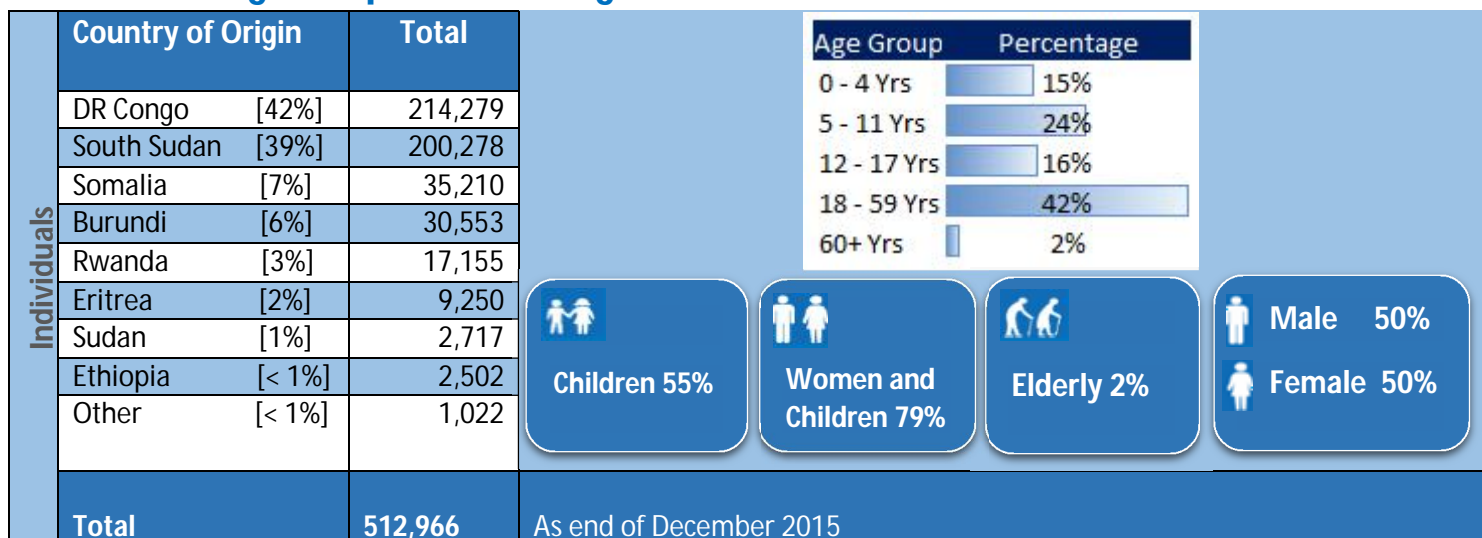 Individuals
Country of Origin Total
DR Congo [42%] 214,279
South Sudan [39%] 200,278
Somalia [7%] 35,210
Burundi [6%] 30,553
Rwanda [3%] 17,155
Eritrea [2%] 9,250
Sudan [1%] 2,717
Ethiopia [< 1%] 2,502
Other [< 1%] 1,022
Age Group Percentage
0 - 4 Yrs 15%
5 - 11 Yrs 24%
12 - 17 Yrs 16%
18 - 59 Yrs 42%
60+ Yrs 2%
Children 55%
Women and
Children 79%
Elderly 2%
Male 50%
Female 50%
Total 512,966 As end of December 2015